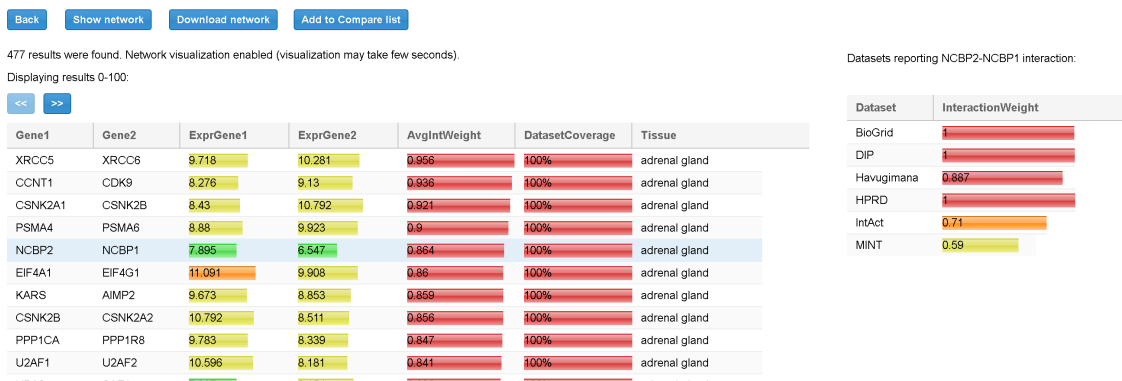 Back Show network Download network Add to Compare list
477 results were found. Network visualization enabled (visualization may take few seconds).
Displaying results 0-100:
<< >>
Gene1 Gene2 ExprGene1 ExprGene2 AvgIntWeight DatasetCoverage Tissue
XRCC5 XRCC6 9.718 10.281 0.956 100% adrenal gland
CCNT1 CDK9 8.276 9.13 0.936 100% adrenal gland
CSNK2A1 CSNK2B 8.43 10.792 0.921 100% adrenal gland
PSMA4 PSMA6 8.88 9.923 0.9 100% adrenal gland
NCBP2 NCBP1 7.895 6.547 0.864 100% adrenal gland
EIF4A1 EIF4G1 11.091 9.908 0.86 100% adrenal gland
KARS AIMP2 9.673 8.853 0.859 100% adrenal gland
CSNK2B CSNK2A2 10.792 8.511 0.856 100% adrenal gland
PPP1CA PPP1R8 9.783 8.339 0.847 100% adrenal gland
U2AF1 U2AF2 10.596 8.181 0.841 100% adrenal gland
Datasets reporting NCBP2-NCBP1 interaction:
Dataset InteractionWeight
BioGrid 1
DIP 1
Havugimana 0.887
HPRD 1
IntAct 0.71
MINT 0.59